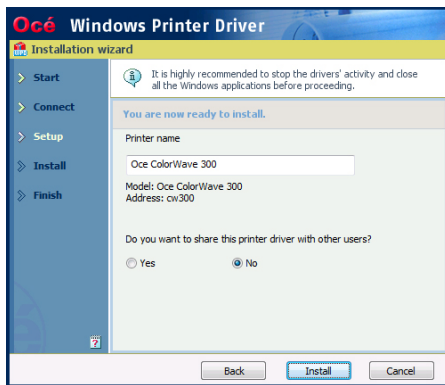 Océ Windows Printer Driver
Installation wizard
Start
Connect
Setup
Install
Finish
It is highly recommended to stop the drivers' activity and close
all the Windows applications before proceeding.
You are now ready to install.
Printer name
Oce ColorWave 300
Model: Oce ColorWave 300
Address: cw300
Do you want to share this printer driver with other users?
Yes No
?
Back Install Cancel